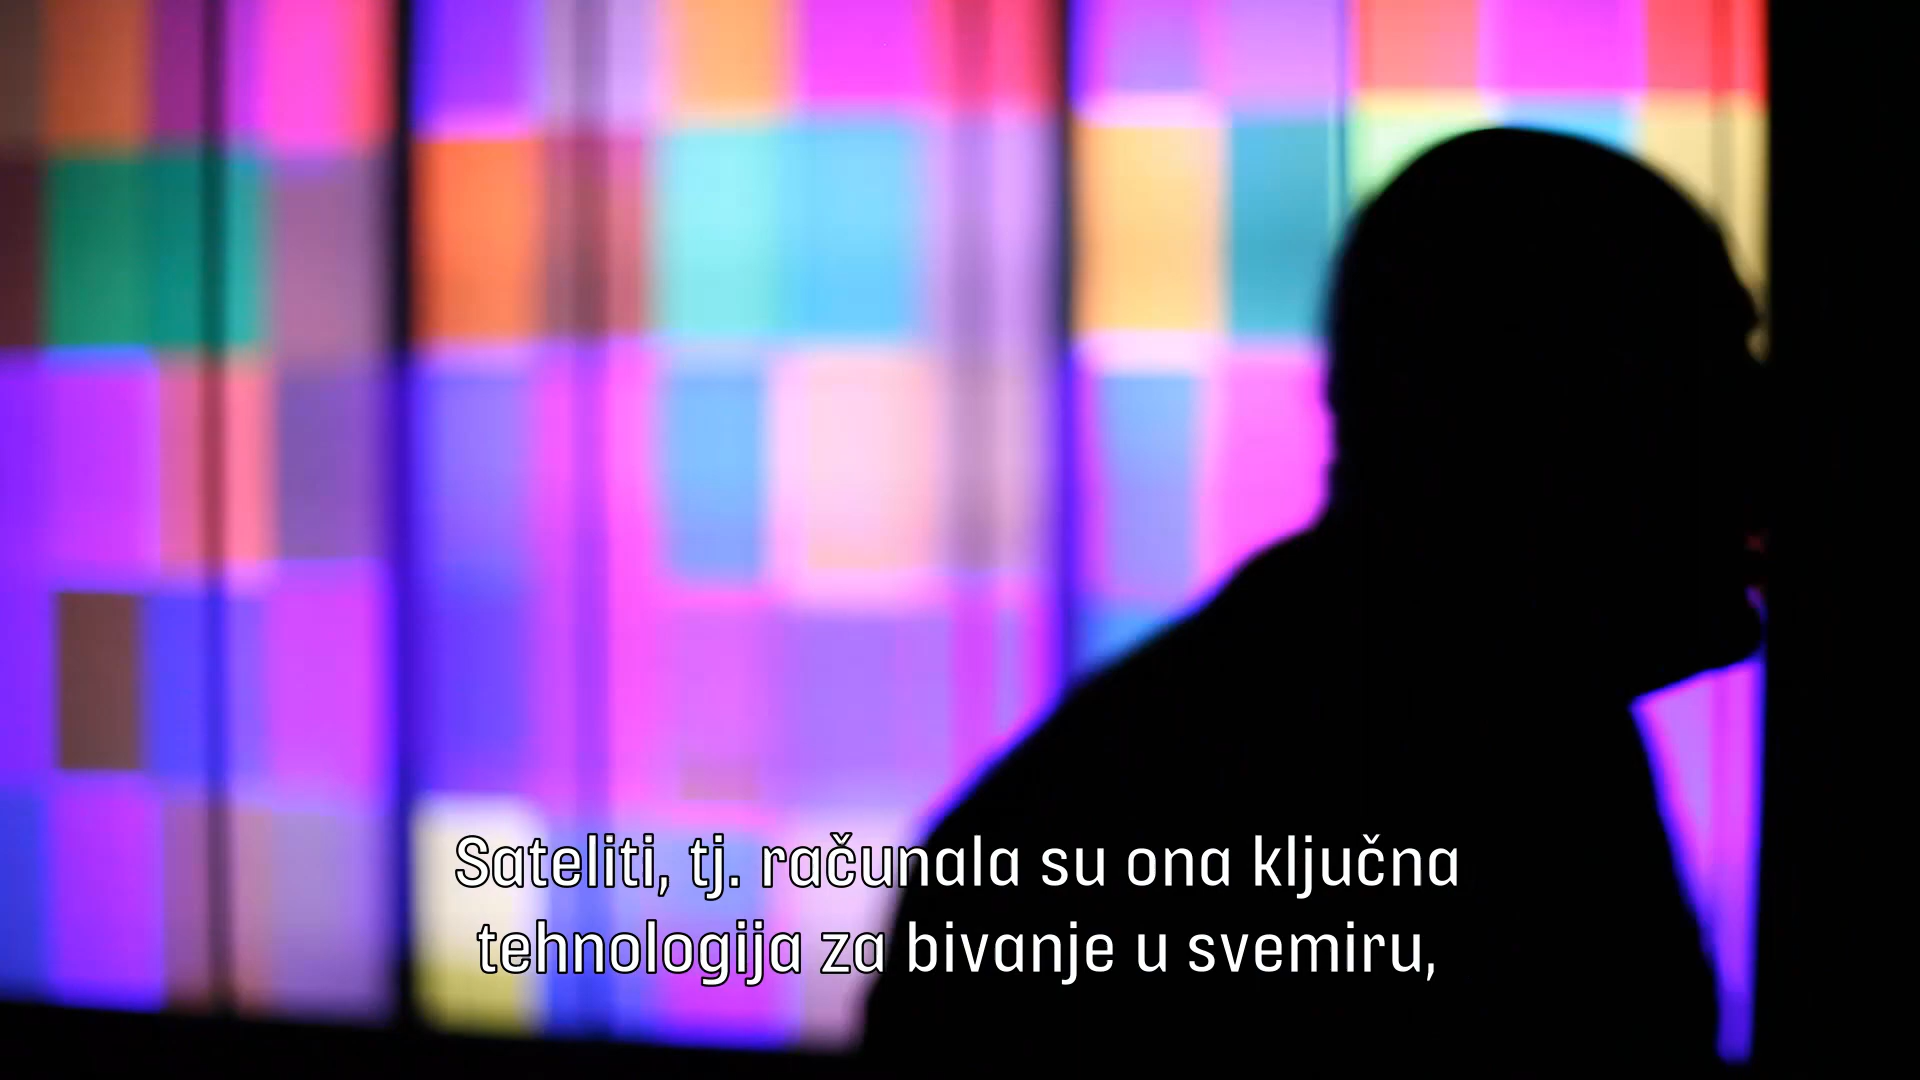 Sateliti, tj. računala su ona ključna
tehnologija za bivanje u svemiru,